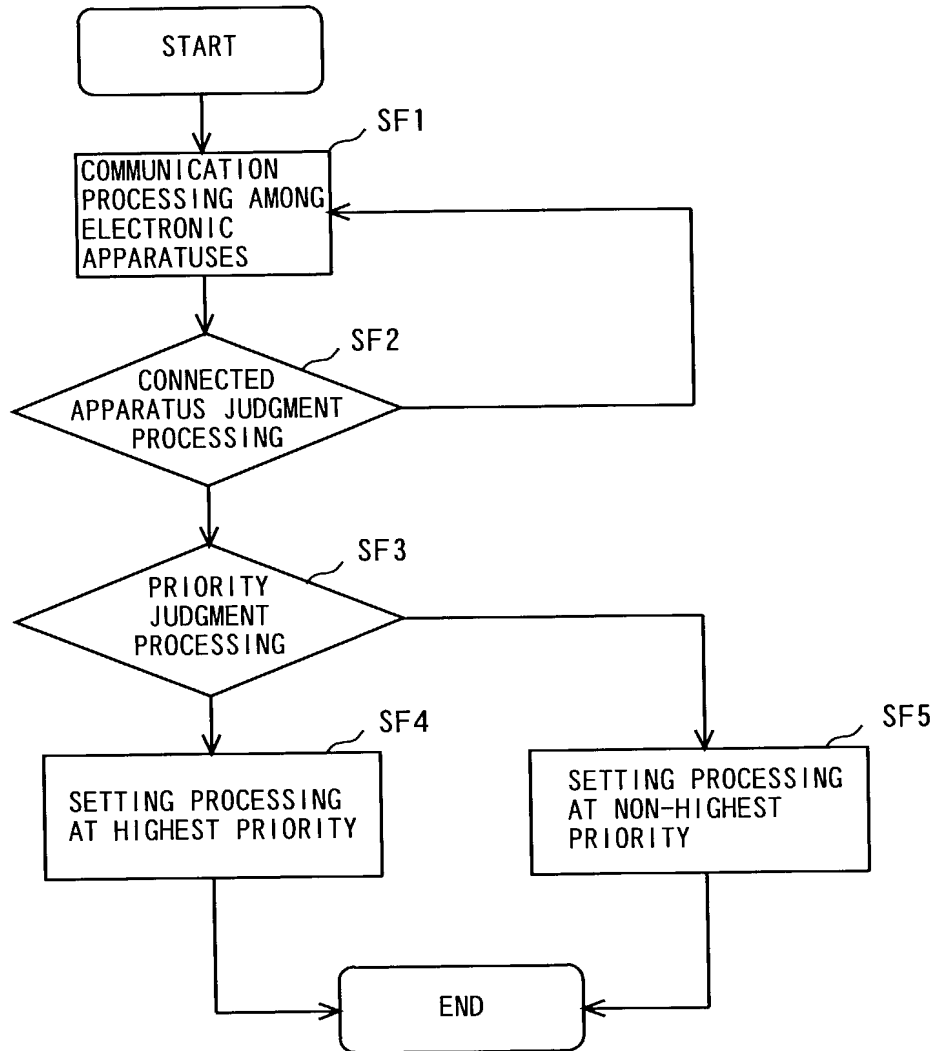 START
SF1
COMMUNICATION
PROCESSING AMONG
ELECTRONIC
APPARATUSES
SF2
CONNECTED
APPARATUS JUDGMENT
PROCESSING
SF3
PRIORITY
JUDGMENT
PROCESSING
SF4
SETTING PROCESSING
AT HIGHEST PRIORITY
SF5
SETTING PROCESSING
AT NON-HIGHEST
PRIORITY
END